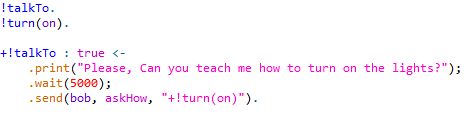 !talkTo.
!turn(on).
+!talkTo : true <-
.print("Please, Can you teach me how to turn on the lights?");
.wait(5000);
.send(bob, askHow, "+!turn(on)").